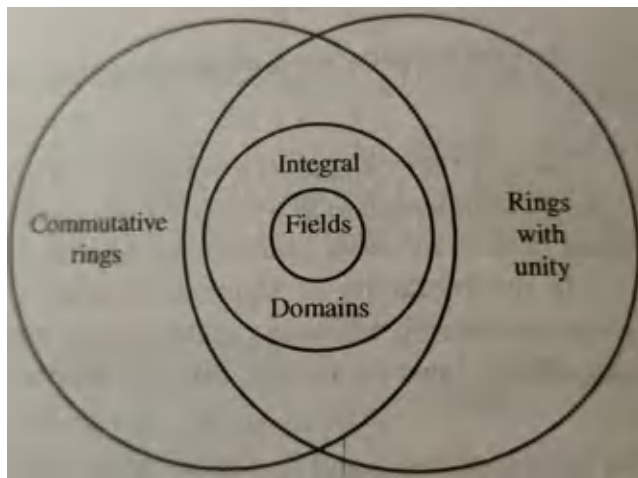 Commutative
rings
Integral
Fields
Domains
Rings
with
unity